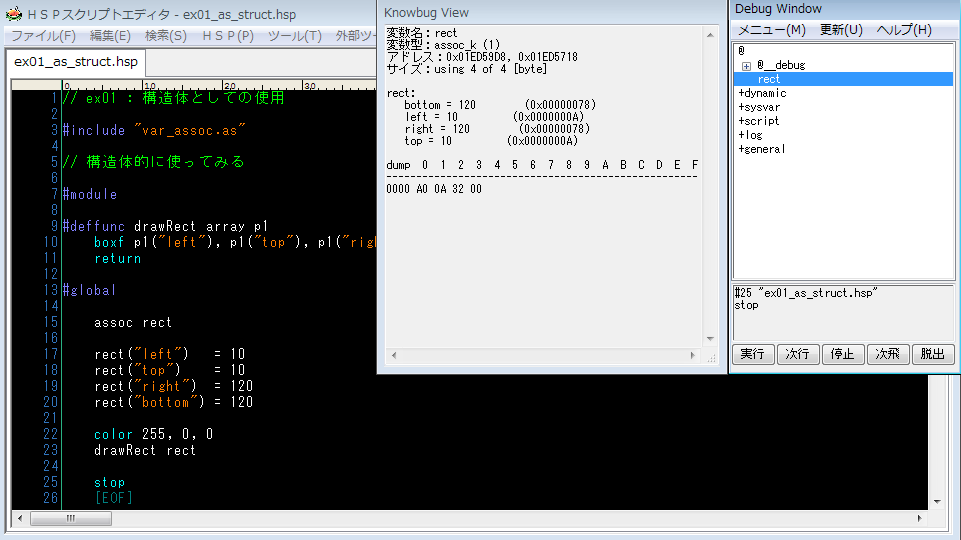 ＨＳＰスクリプトエディタ - ex01_as_struct.hsp
ファイル(F) 編集(E) 検索(S) ＨＳＰ(P) ツール(T) 外部ツー
ex01_as_struct.hsp
0 10 20 30
1 // ex01 : 構造体としての使用
2
3 #include "var_assoc.as"
4
5 // 構造体的に使ってみる
6
7 #module
8
9 #deffunc drawRect array p1
10 boxf p1("left"), p1("top"), p1("righ
11 return
12
13 #global
14
15 assoc rect
16
17 rect("left") = 10
18 rect("top") = 10
19 rect("right") = 120
20 rect("bottom") = 120
21
22 color 255, 0, 0
23 drawRect rect
24
25 stop
26 [EOF]
Knowbug View
変数名：rect
変数型：assoc_k (1)
アドレス：0x01ED59D8, 0x01ED5718
サイズ：using 4 of 4 [byte]
rect:
bottom = 120 (0x00000078)
left = 10 (0x0000000A)
right = 120 (0x00000078)
top = 10 (0x0000000A)
dump 0 1 2 3 4 5 6 7 8 9 A B C D E F
----------------------------------------------------
0000 A0 0A 32 00
Debug Window
メニュー(M) 更新(U) ヘルプ(H)
@
@__debug
rect
+dynamic
+sysvar
+script
+log
+general
#25 "ex01_as_struct.hsp"
stop
実行 次行 停止 次飛 脱出